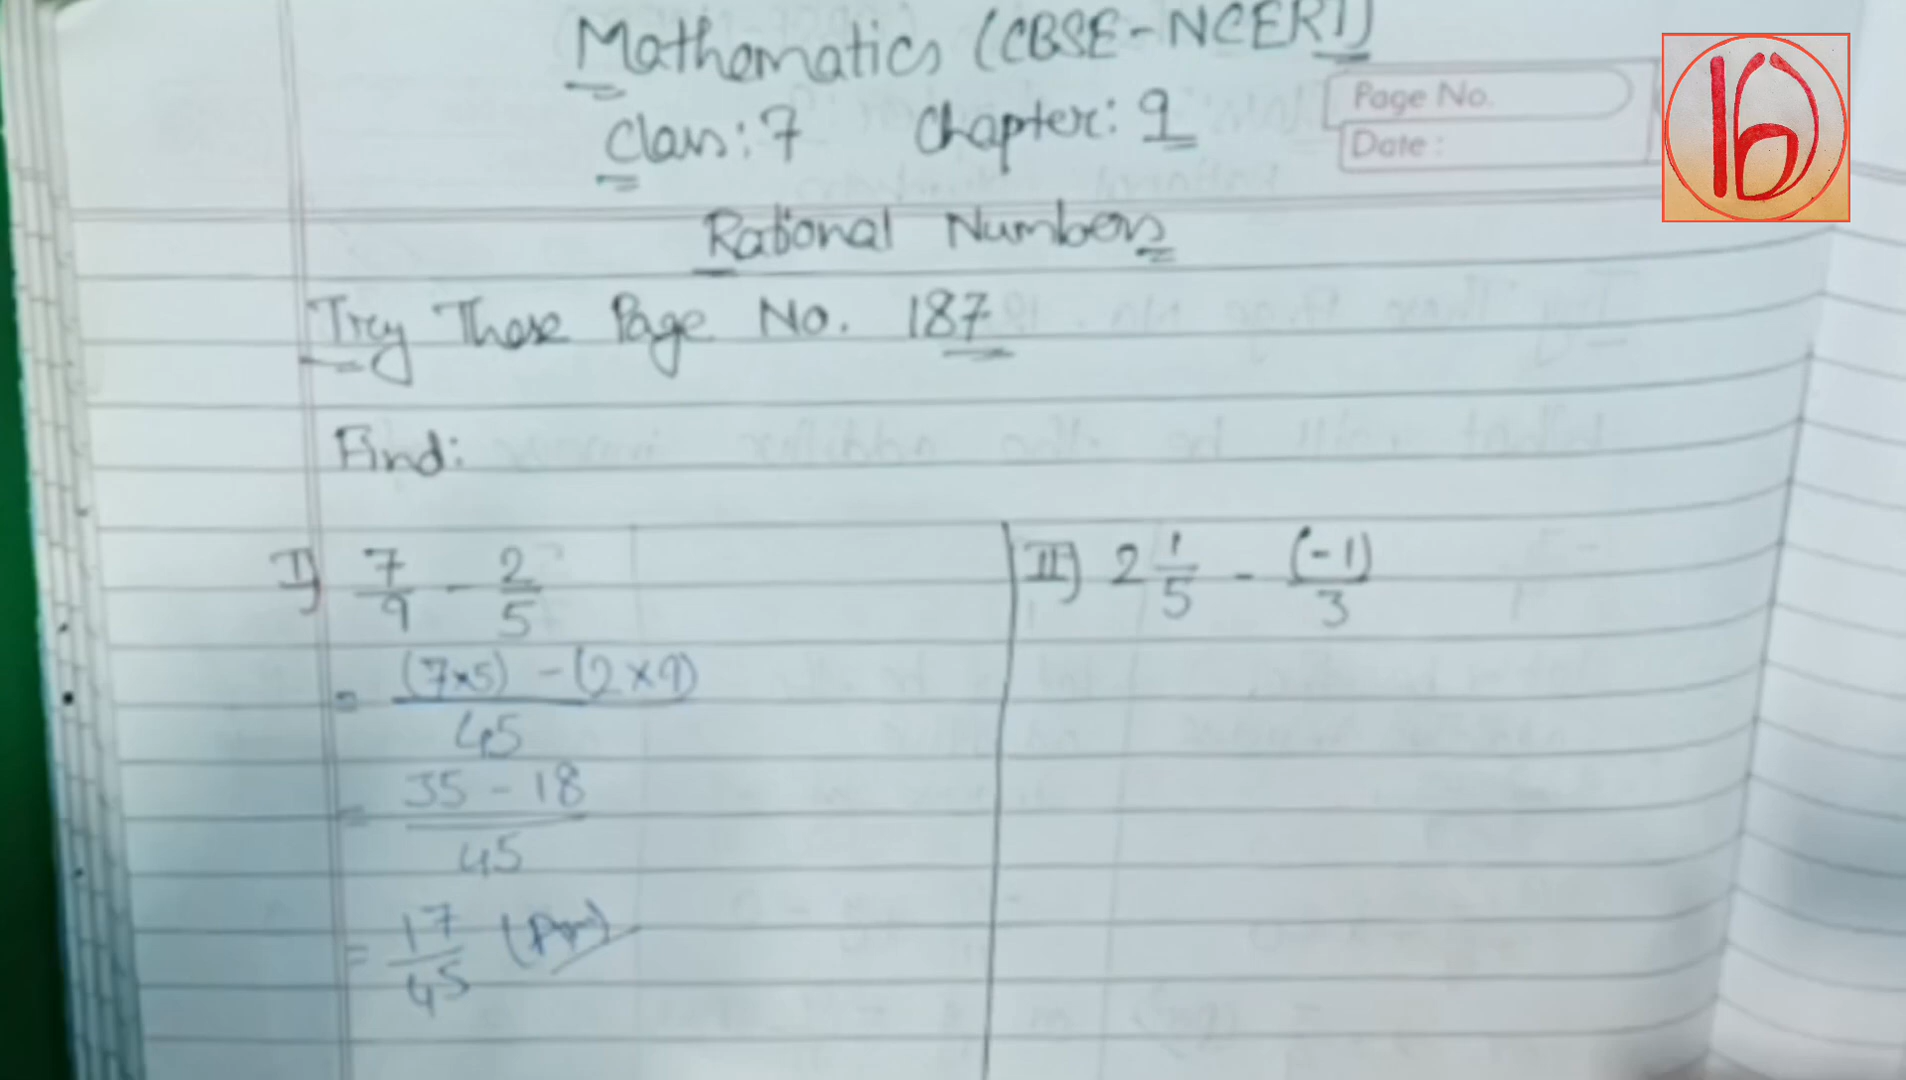 Mathematics (CBSE-NCERT)
Class: 7 Chapter: 9
Page No.
Date:
Rational Numbers
Try These Page No. 187
Find:
I) 7/9 - 2/5
= (7×5) - (2×9) / 45
= 35 - 18 / 45
= 17/45 (Ans)
II) 2 1/5 - (-1)/3